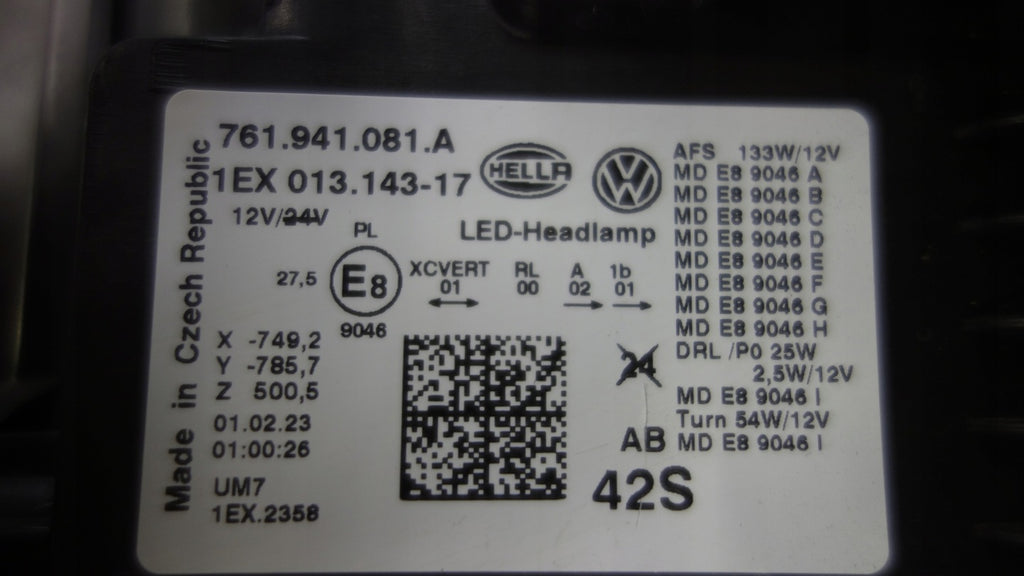 Made in Czech Republic
761.941.081.A
1EX 013.143-17
12V/24V
HELLA
VW
LED-Headlamp
PL
27,5
E8
9046
XCVERT RL A 1b
01 00 02 01
X -749,2
Y -785,7
Z 500,5
01.02.23
01:00:26
UM7
1EX.2358
24
AB
42S
AFS 133W/12V
MD E8 9046 A
MD E8 9046 B
MD E8 9046 C
MD E8 9046 D
MD E8 9046 E
MD E8 9046 F
MD E8 9046 G
MD E8 9046 H
DRL /PO 25W
2,5W/12V
MD E8 9046 I
Turn 54W/12V
MD E8 9046 I